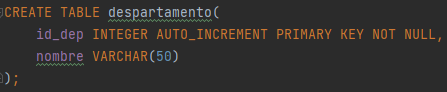 CREATE TABLE despartamento(
id_dep INTEGER AUTO_INCREMENT PRIMARY KEY NOT NULL,
nombre VARCHAR(50)
);